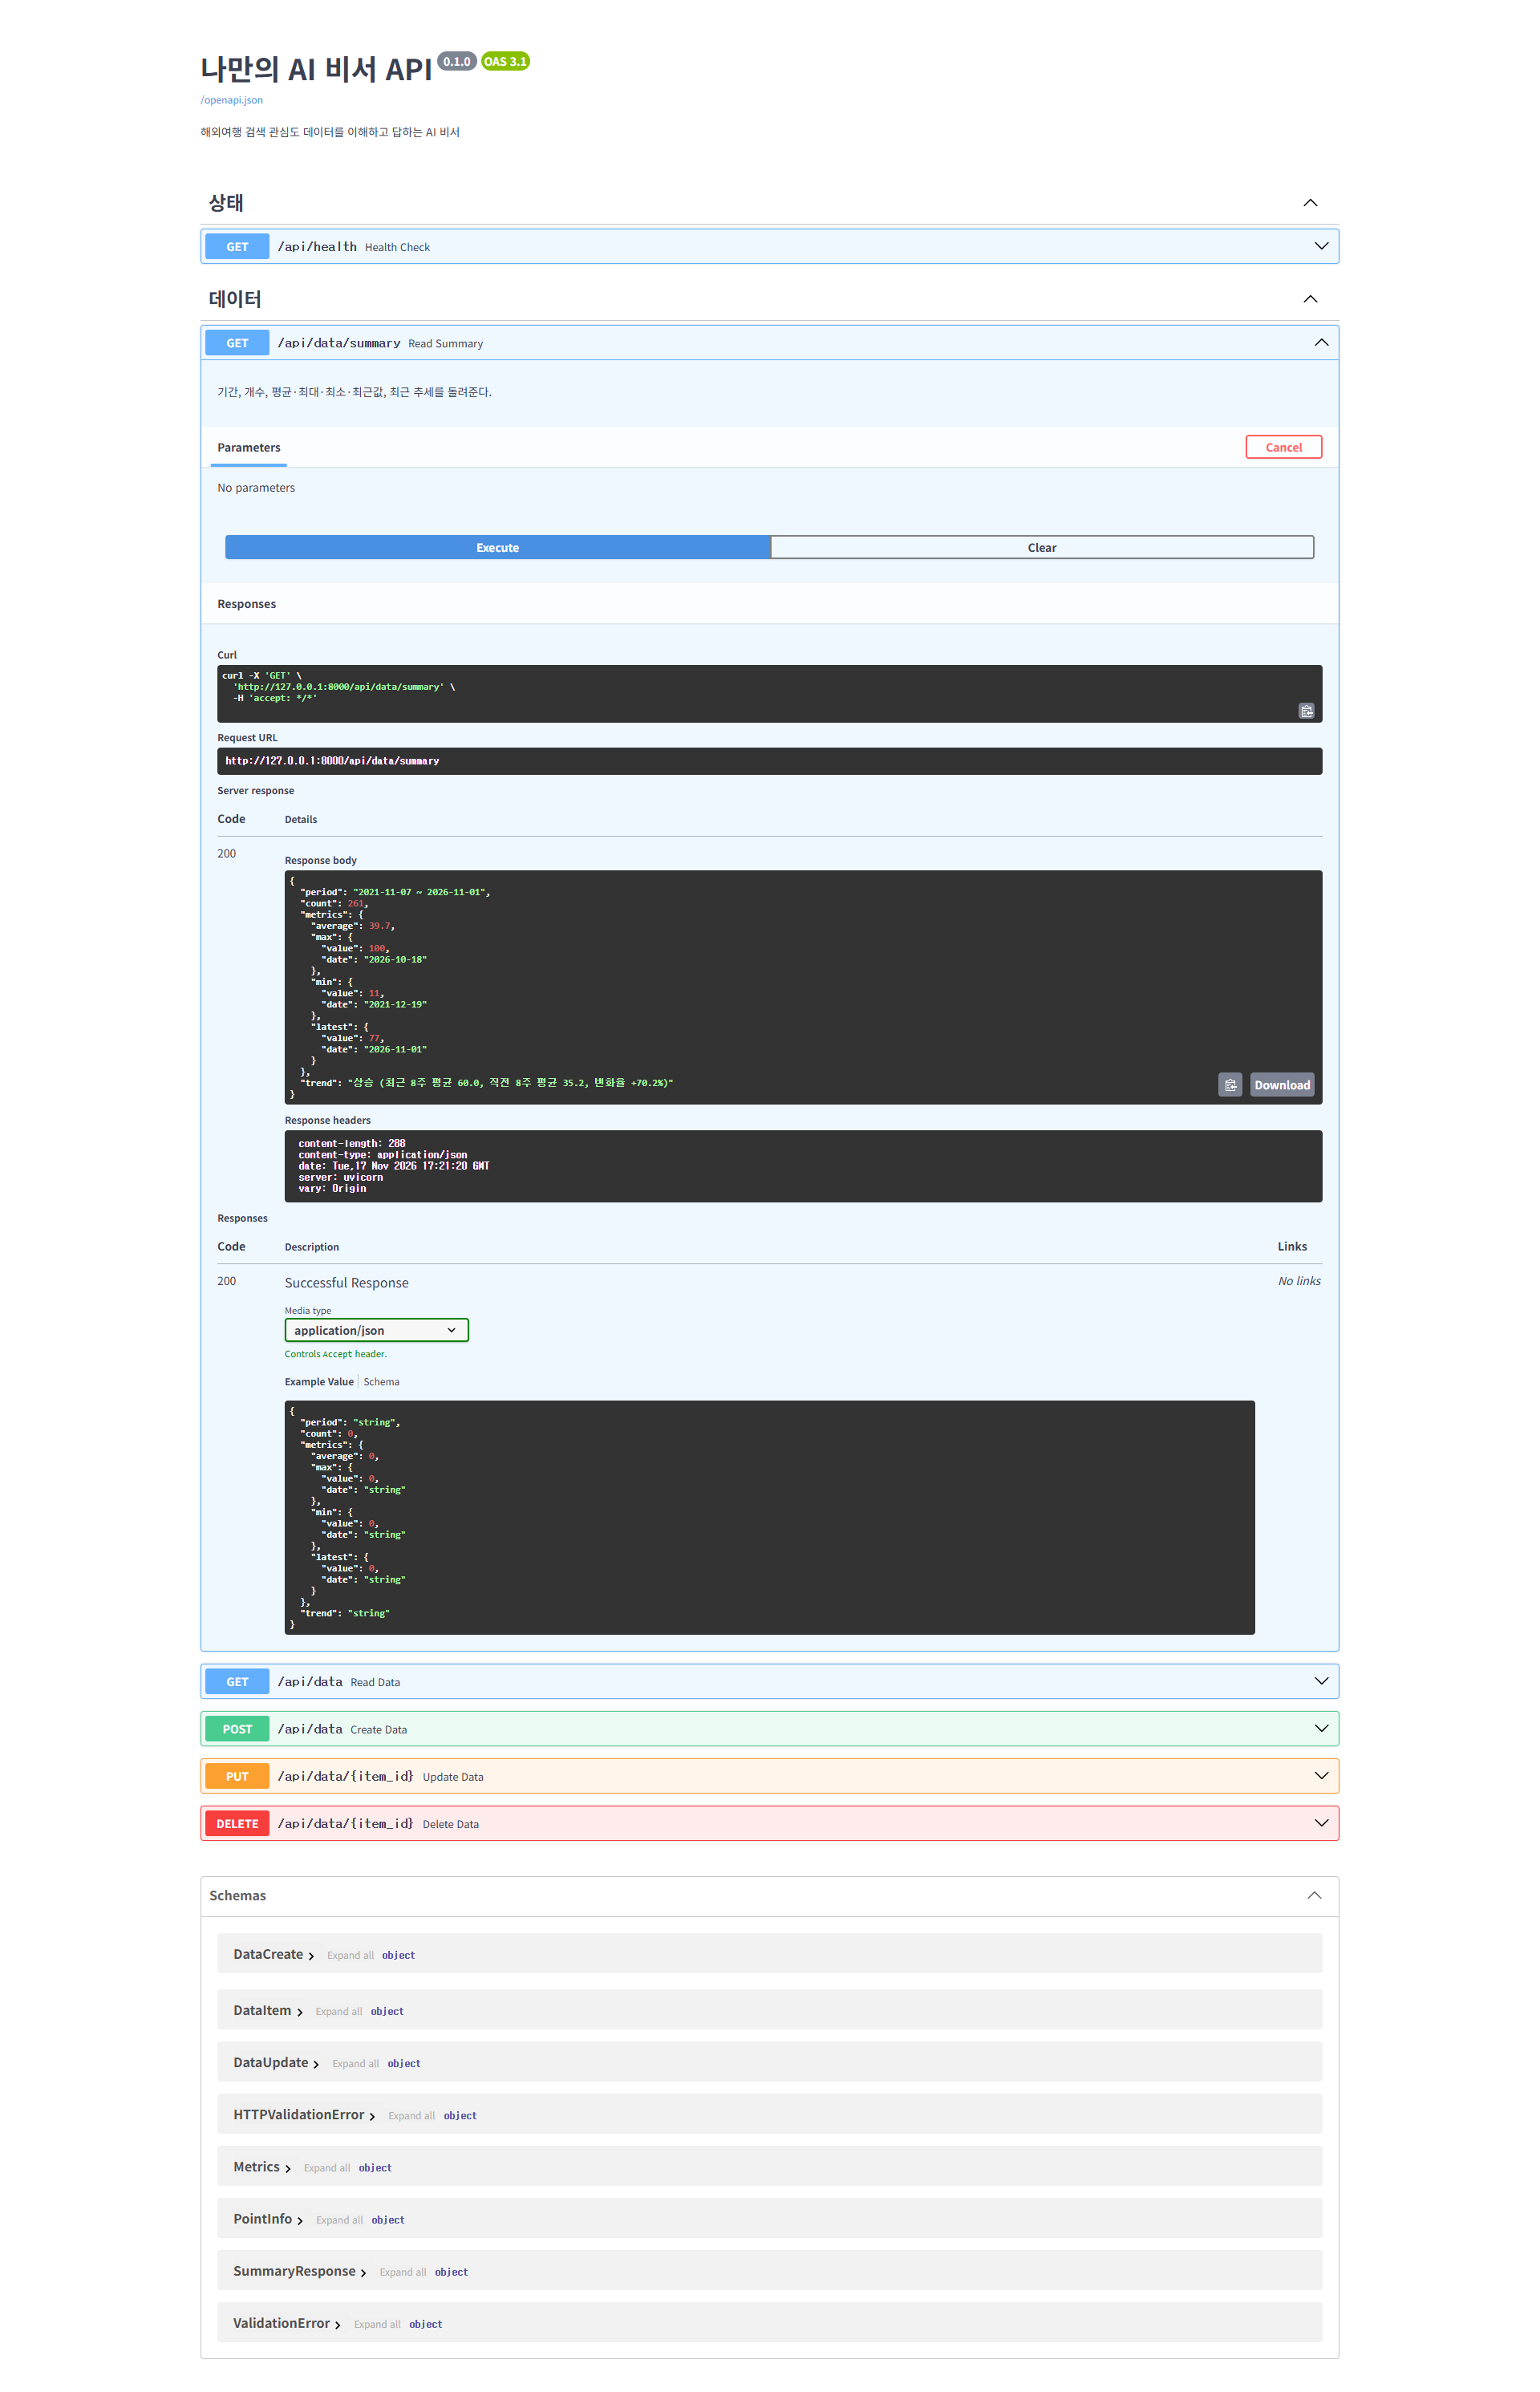 나만의 AI 비서 API 0.1.0 OAS 3.1
/openapi.json
해외여행 검색 관심도 데이터를 이해하고 답하는 AI 비서
상태
GET /api/health Health Check
데이터
GET /api/data/summary Read Summary
기간, 개수, 평균·최대·최소·최근값, 최근 추세를 돌려준다.
Parameters Cancel
No parameters
Execute Clear
Responses
Curl
curl -X 'GET' \
  'http://127.0.0.1:8000/api/data/summary' \
  -H 'accept: */*'
Request URL
http://127.0.0.1:8000/api/data/summary
Server response
Code Details
200
Response body
{
  "period": "2021-11-07 ~ 2026-11-01",
  "count": 261,
  "metrics": {
    "average": 39.7,
    "max": {
      "value": 100,
      "date": "2026-10-18"
    },
    "min": {
      "value": 11,
      "date": "2021-12-19"
    },
    "latest": {
      "value": 77,
      "date": "2026-11-01"
    }
  },
  "trend": "상승 (최근 8주 평균 60.0, 직전 8주 평균 35.2, 변화율 +70.2%)"
}
Download
Response headers
content-length: 288
content-type: application/json
date: Tue,17 Nov 2026 17:21:20 GMT
server: uvicorn
vary: Origin
Responses
Code Description Links
200 Successful Response No links
Media type
application/json
Controls Accept header.
Example Value Schema
{
  "period": "string",
  "count": 0,
  "metrics": {
    "average": 0,
    "max": {
      "value": 0,
      "date": "string"
    },
    "min": {
      "value": 0,
      "date": "string"
    },
    "latest": {
      "value": 0,
      "date": "string"
    }
  },
  "trend": "string"
}
GET /api/data Read Data
POST /api/data Create Data
PUT /api/data/{item_id} Update Data
DELETE /api/data/{item_id} Delete Data
Schemas
DataCreate Expand all object
DataItem Expand all object
DataUpdate Expand all object
HTTPValidationError Expand all object
Metrics Expand all object
PointInfo Expand all object
SummaryResponse Expand all object
ValidationError Expand all object